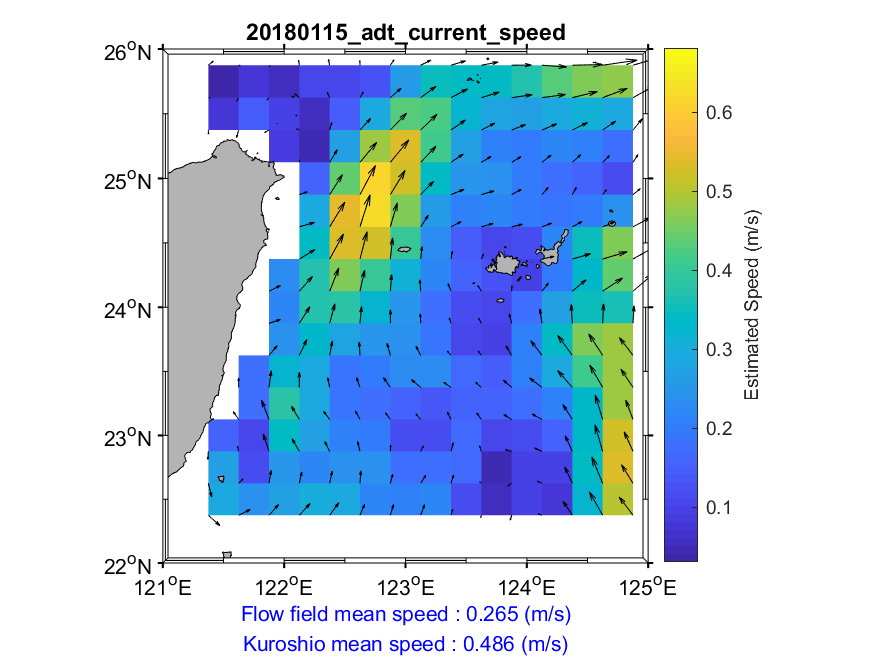 20180115_adt_current_speed
26°N
25°N
24°N
23°N
22°N
121°E 122°E 123°E 124°E 125°E
0.6
0.5
0.4
0.3
0.2
0.1
Estimated Speed (m/s)
Flow field mean speed : 0.265 (m/s)
Kuroshio mean speed : 0.486 (m/s)